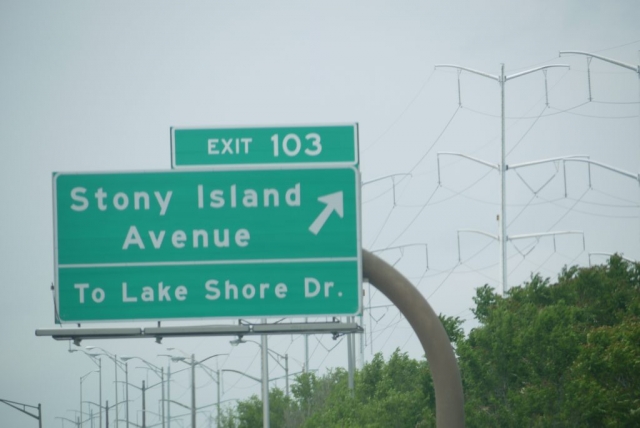 EXIT 103
Stony Island
Avenue
To Lake Shore Dr.